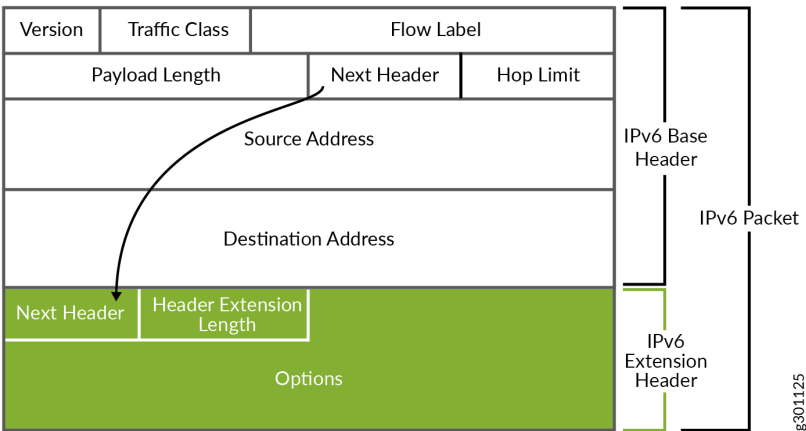 Version
Traffic Class
Flow Label
Payload Length
Next Header
Hop Limit
Source Address
Destination Address
Next Header
Header Extension
Length
Options
IPv6 Base
Header
IPv6 Packet
IPv6
Extension
Header
g301125